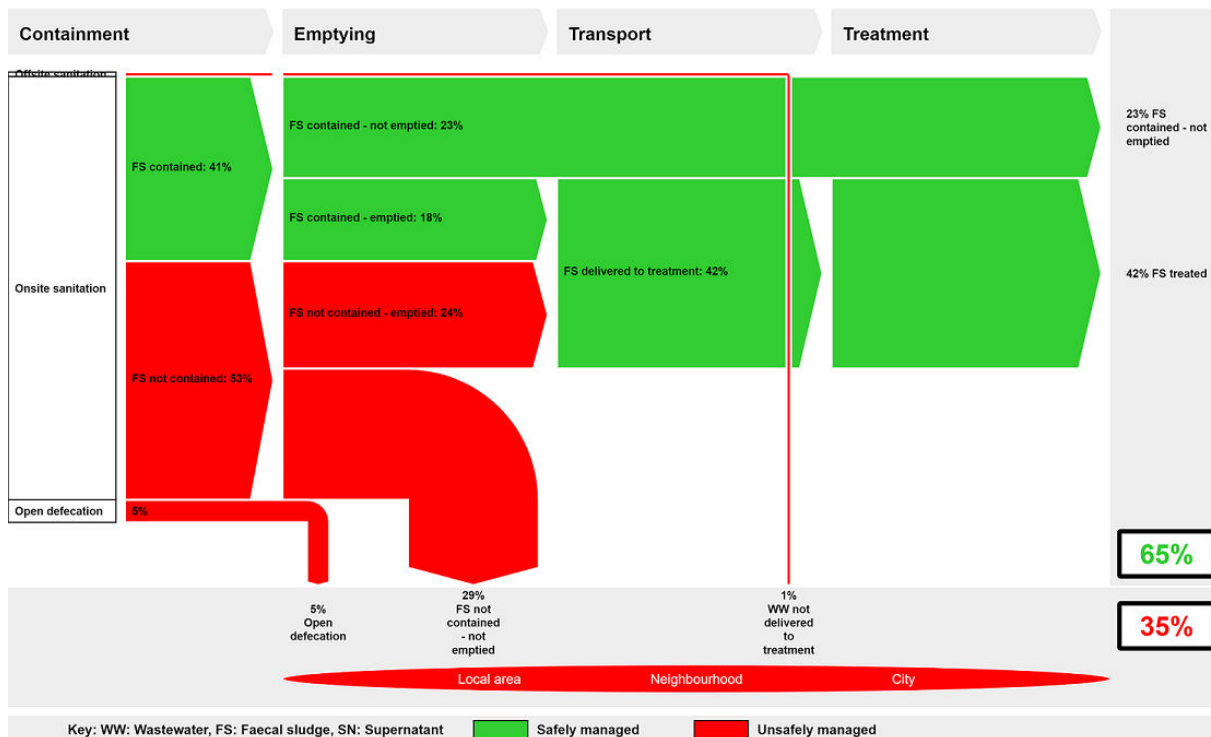 Containment
Emptying
Transport
Treatment
Offsite sanitation
FS contained - not emptied: 23%
23% FS
contained - not
emptied
FS contained: 41%
FS contained - emptied: 18%
FS delivered to treatment: 42%
42% FS treated
Onsite sanitation
FS not contained - emptied: 24%
FS not contained: 53%
Open defecation
5%
65%
5%
Open
defecation
29%
FS not
contained
- not
emptied
1%
WW not
delivered
to
treatment
35%
Local area
Neighbourhood
City
Key: WW: Wastewater, FS: Faecal sludge, SN: Supernatant
Safely managed
Unsafely managed